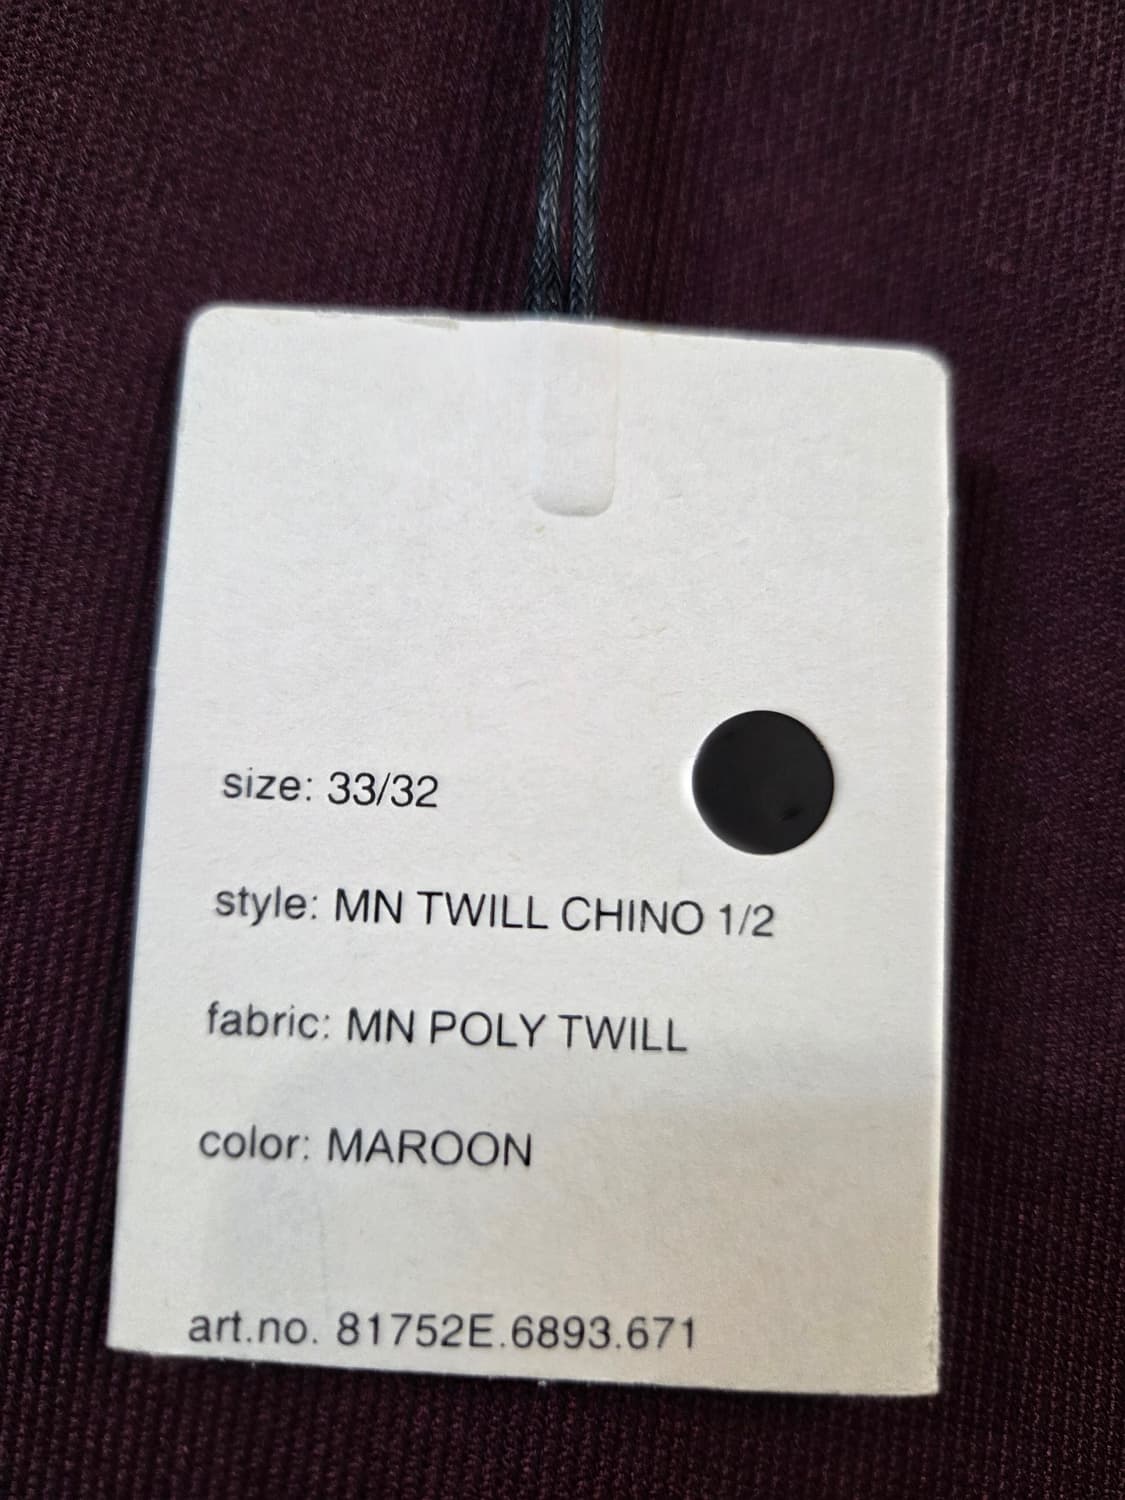 size: 33/32
style: MN TWILL CHINO 1/2
fabric: MN POLY TWILL
color: MAROON
art.no. 81752E.6893.671